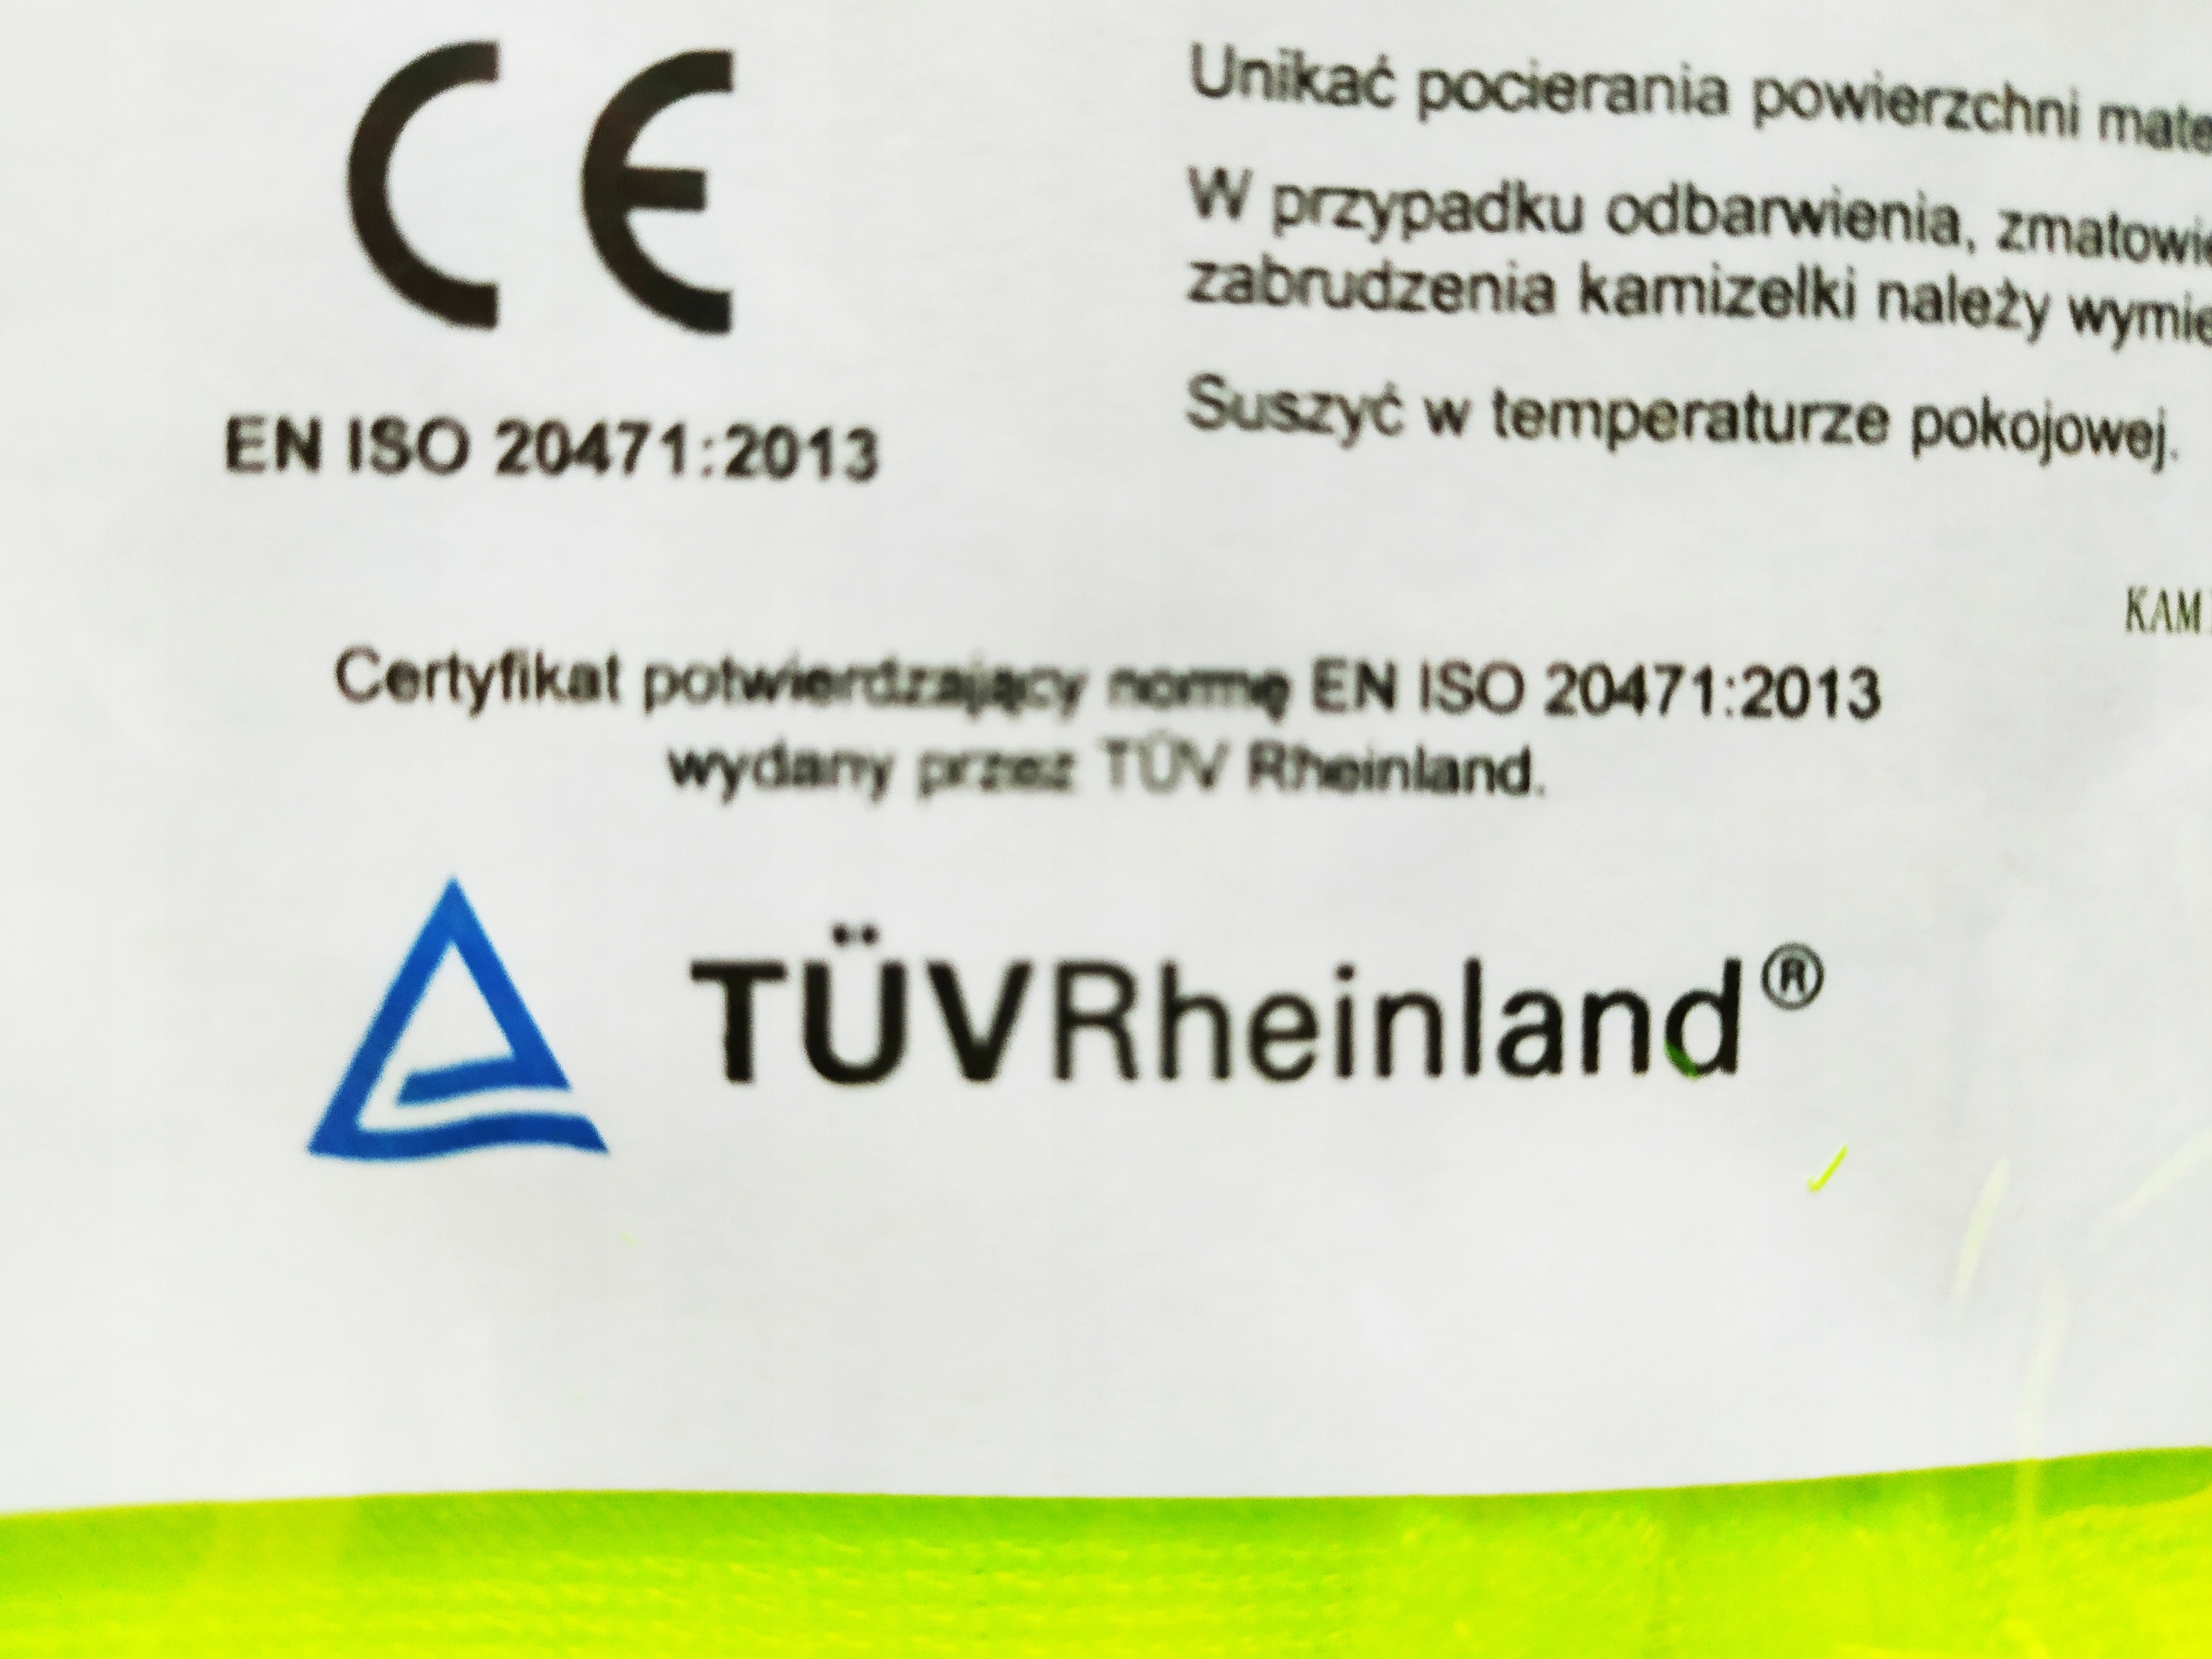 CE
EN ISO 20471:2013
Unikać pocierania powierzchni
W przypadku odbarwienia,
zabrudzenia kamizelki należy
Suszyć w temperaturze pokojowej.
Certyfikat potwierdzający normę EN ISO 20471:2013
wydany przez TÜV Rheinland.
TÜVRheinland®